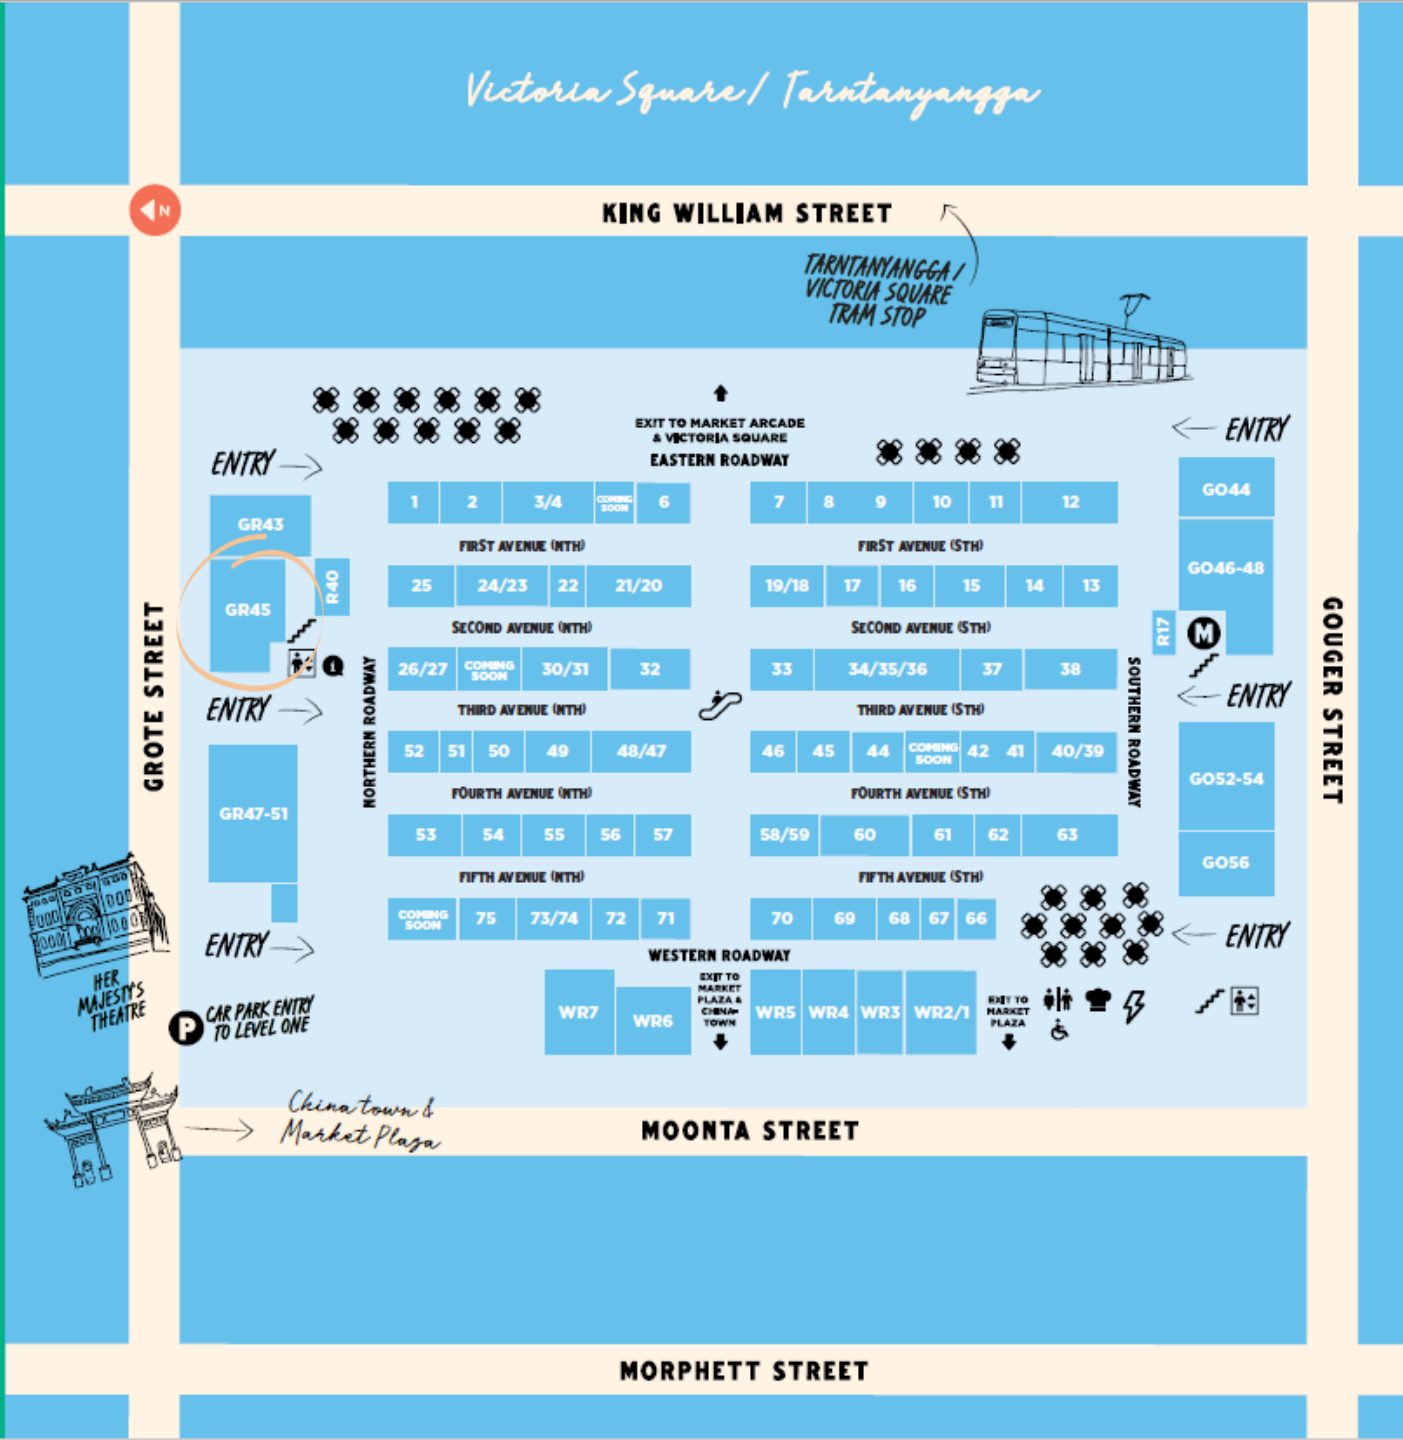 Victoria Square / Tarntanyangga
N
KING WILLIAM STREET
TARNTANYANGGA /
VICTORIA SQUARE
TRAM STOP
EXIT TO MARKET ARCADE
& VICTORIA SQUARE
EASTERN ROADWAY
ENTRY
ENTRY
GR43
GR45
R40
i
ENTRY
GR47-51
ENTRY
GROTE STREET
NORTHERN ROADWAY
1 2 3/4 COMING
SOON 6
7 8 9 10 11 12
FIRST AVENUE (NTH)
FIRST AVENUE (STH)
25 24/23 22 21/20
19/18 17 16 15 14 13
SECOND AVENUE (NTH)
SECOND AVENUE (STH)
26/27 COMING
SOON 30/31 32
33 34/35/36 37 38
THIRD AVENUE (NTH)
THIRD AVENUE (STH)
52 51 50 49 48/47
46 45 44 COMING
SOON 42 41 40/39
FOURTH AVENUE (NTH)
FOURTH AVENUE (STH)
53 54 55 56 57
58/59 60 61 62 63
FIFTH AVENUE (NTH)
FIFTH AVENUE (STH)
COMING
SOON 75 73/74 72 71
70 69 68 67 66
WESTERN ROADWAY
WR7
WR6
EXIT TO
MARKET
PLAZA &
CHINA-
TOWN
WR5 WR4 WR3 WR2/1
EXIT TO
MARKET
PLAZA
SOUTHERN ROADWAY
GO44
GO46-48
R17
M
ENTRY
GO52-54
GO56
ENTRY
GOUGER STREET
HER
MAJESTY'S
THEATRE
P
CAR PARK ENTRY
TO LEVEL ONE
China town &
Market Plaza
MOONTA STREET
MORPHETT STREET